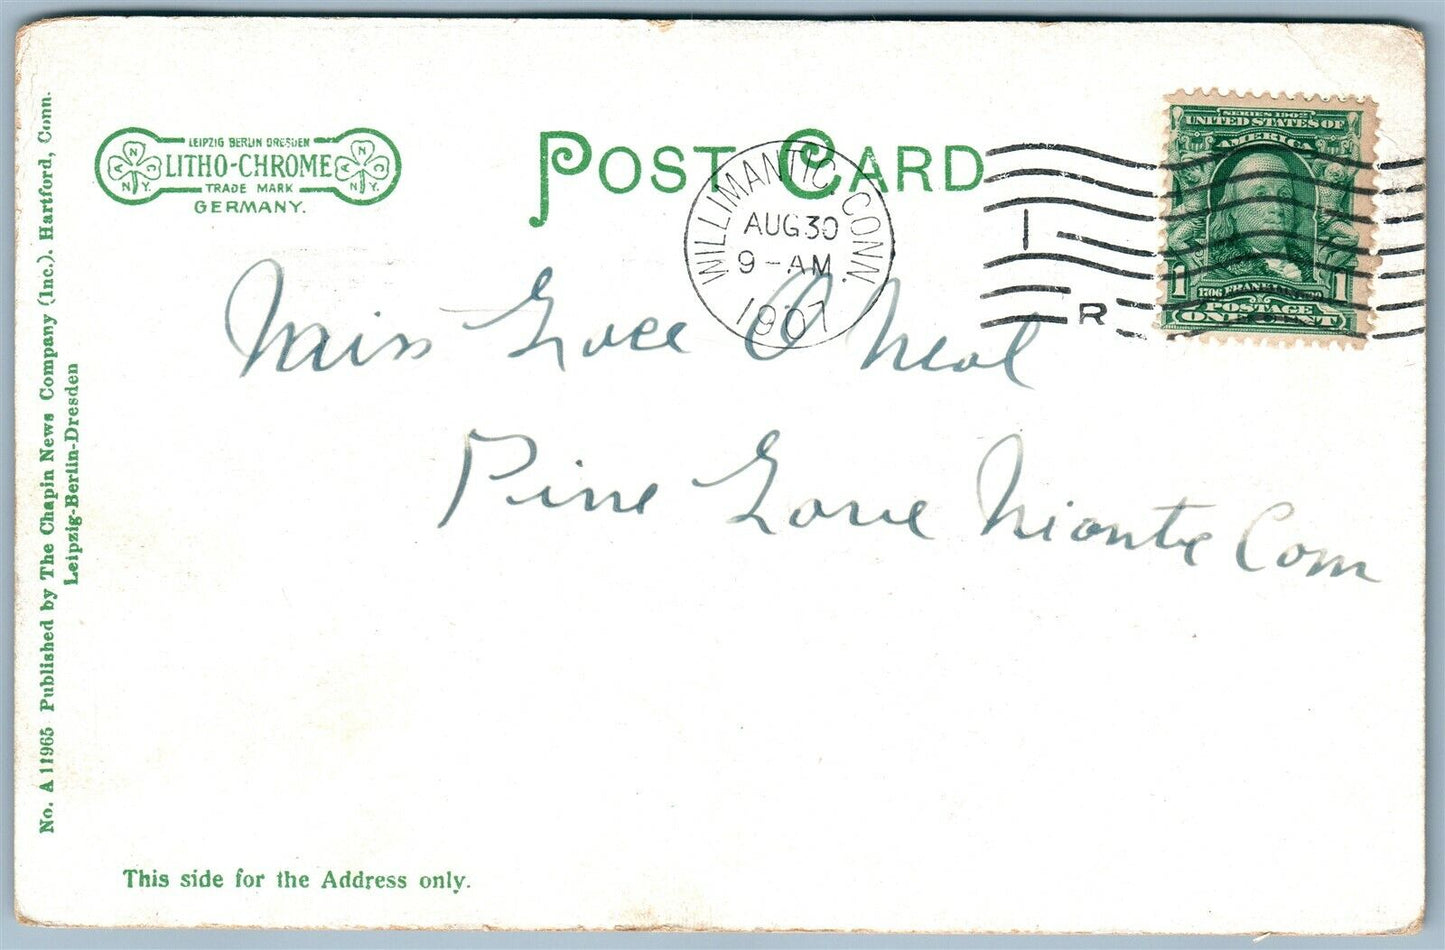 No. A 11965 Published by The Chapin News Company (Inc.), Hartford, Conn.
Leipzig-Berlin-Dresden
LEIPZIG BERLIN DRESDEN
LITHO-CHROME
TRADE MARK
GERMANY.
N A C N.Y.
N A C N.Y.
POST CARD
WILLIMANTIC, CONN.
AUG 30
9-AM
1907
I
R
SERIES 1902
UNITED STATES OF
AMERICA
1 1
1706 FRANKLIN 1790
POSTAGE
ONE CENT
Miss Grace O Neal
Pine Grove Niantic Conn
This side for the Address only.